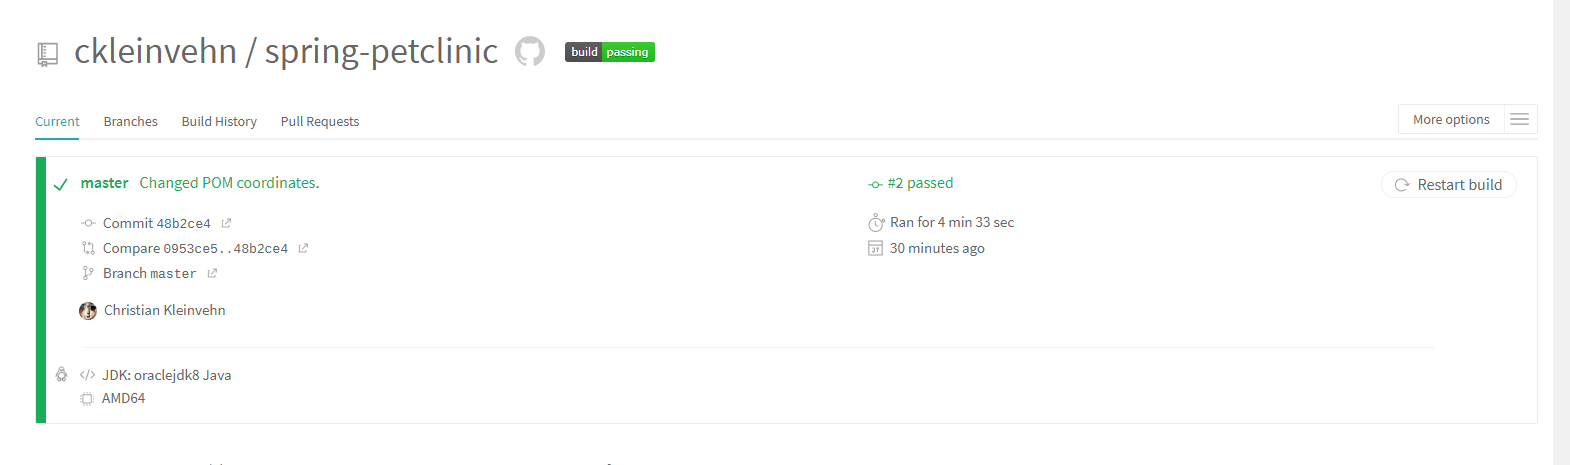 ckleinvehn / spring-petclinic build passing
Current Branches Build History Pull Requests More options
master Changed POM coordinates. #2 passed Restart build
Commit 48b2ce4 Ran for 4 min 33 sec
Compare 0953ce5..48b2ce4 30 minutes ago
Branch master
Christian Kleinvehn
JDK: oraclejdk8 Java
AMD64